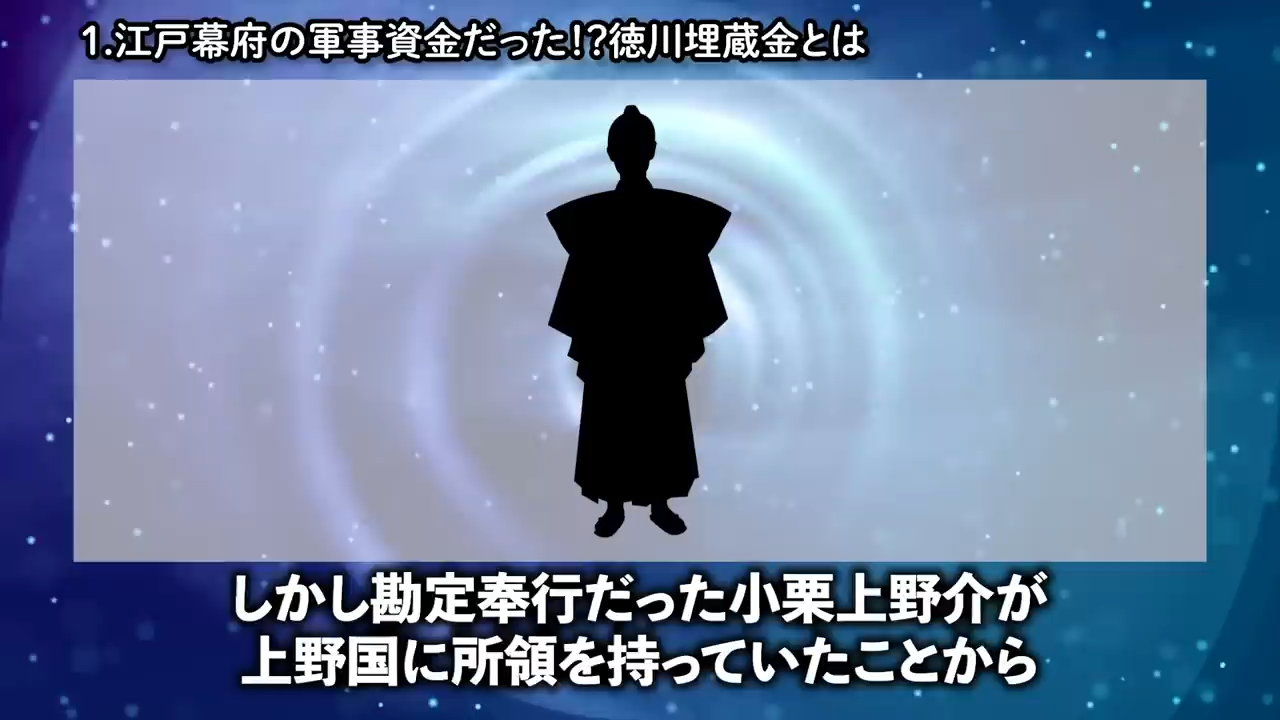 1.江戸幕府の軍事資金だった!?徳川埋蔵金とは
しかし勘定奉行だった小栗上野介が
上野国に所領を持っていたことから